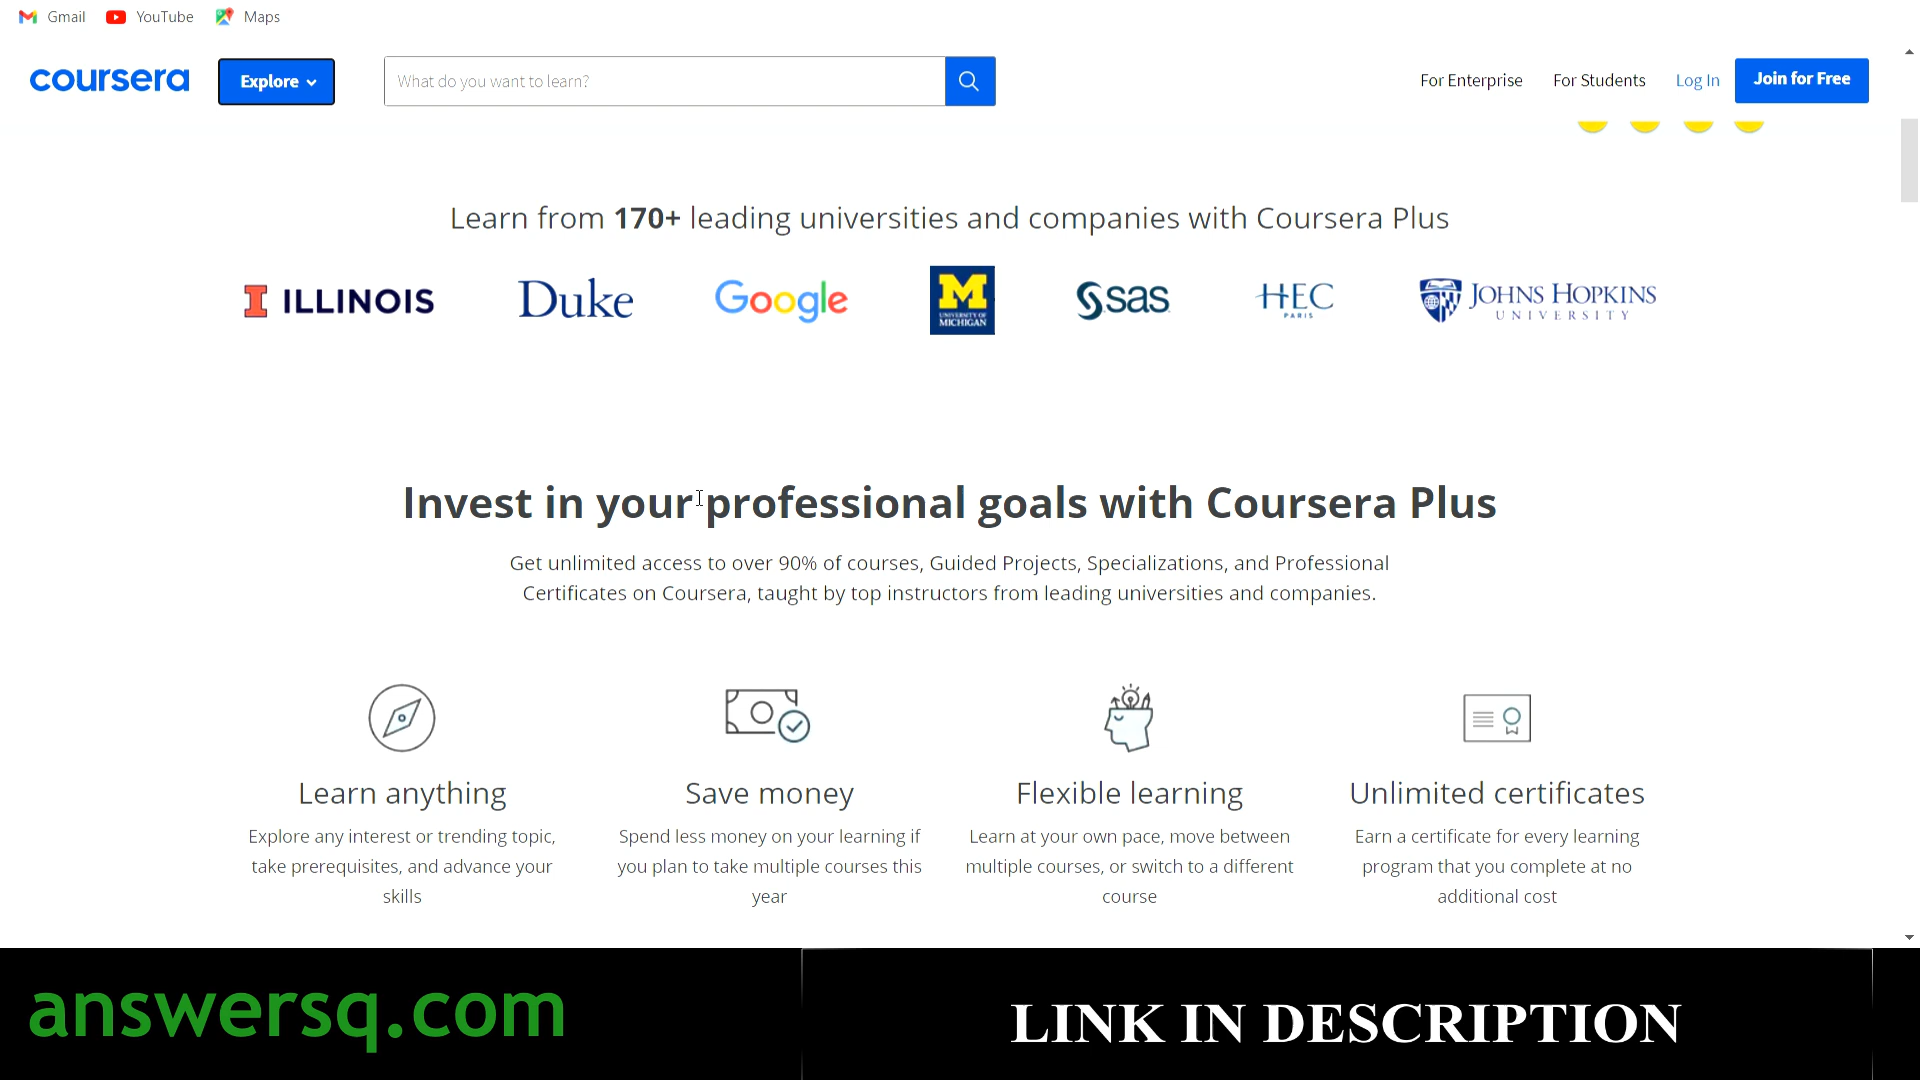 Gmail YouTube Maps
coursera Explore What do you want to learn? For Enterprise For Students Log In Join for Free
Learn from 170+ leading universities and companies with Coursera Plus
I ILLINOIS Duke Google M UNIVERSITY OF MICHIGAN sas HEC PARIS JOHNS HOPKINS UNIVERSITY
Invest in your professional goals with Coursera Plus
Get unlimited access to over 90% of courses, Guided Projects, Specializations, and Professional
Certificates on Coursera, taught by top instructors from leading universities and companies.
Learn anything
Explore any interest or trending topic,
take prerequisites, and advance your
skills
Save money
Spend less money on your learning if
you plan to take multiple courses this
year
Flexible learning
Learn at your own pace, move between
multiple courses, or switch to a different
course
Unlimited certificates
Earn a certificate for every learning
program that you complete at no
additional cost
answersq.com
LINK IN DESCRIPTION